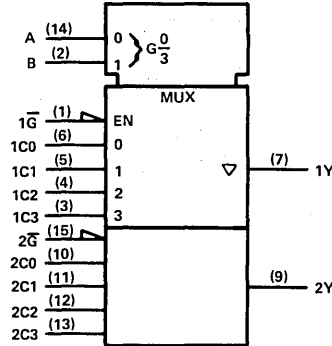 A (14) 0 G 0/3
B (2) 1
MUX
1G̅ (1) EN
1C0 (6) 0
1C1 (5) 1 ▽ (7) 1Y
1C2 (4) 2
1C3 (3) 3
2G̅ (15)
2C0 (10)
2C1 (11) (9) 2Y
2C2 (12)
2C3 (13)